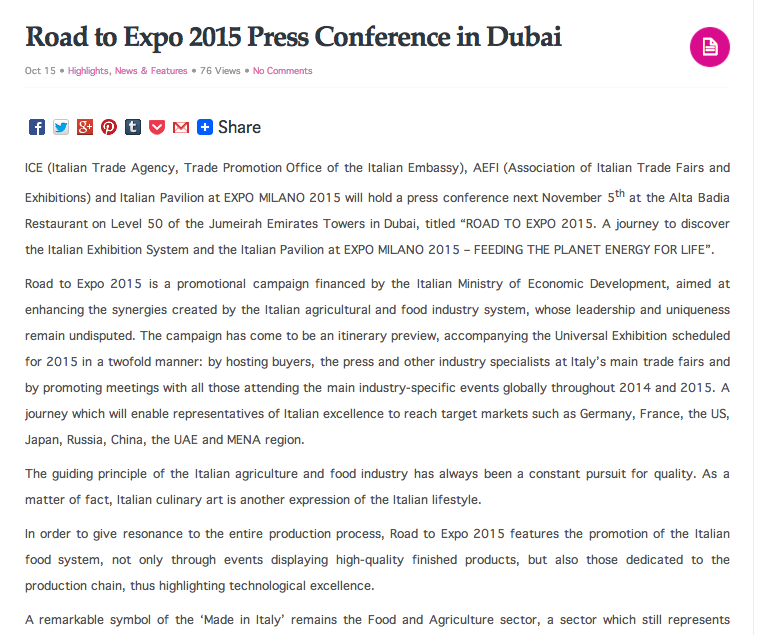 Road to Expo 2015 Press Conference in Dubai
Oct 15 • Highlights, News & Features • 76 Views • No Comments
f g+ p t M + Share
ICE (Italian Trade Agency, Trade Promotion Office of the Italian Embassy), AEFI (Association of Italian Trade Fairs and
Exhibitions) and Italian Pavilion at EXPO MILANO 2015 will hold a press conference next November 5th at the Alta Badia
Restaurant on Level 50 of the Jumeirah Emirates Towers in Dubai, titled “ROAD TO EXPO 2015. A journey to discover
the Italian Exhibition System and the Italian Pavilion at EXPO MILANO 2015 – FEEDING THE PLANET ENERGY FOR LIFE”.
Road to Expo 2015 is a promotional campaign financed by the Italian Ministry of Economic Development, aimed at
enhancing the synergies created by the Italian agricultural and food industry system, whose leadership and uniqueness
remain undisputed. The campaign has come to be an itinerary preview, accompanying the Universal Exhibition scheduled
for 2015 in a twofold manner: by hosting buyers, the press and other industry specialists at Italy’s main trade fairs and
by promoting meetings with all those attending the main industry-specific events globally throughout 2014 and 2015. A
journey which will enable representatives of Italian excellence to reach target markets such as Germany, France, the US,
Japan, Russia, China, the UAE and MENA region.
The guiding principle of the Italian agriculture and food industry has always been a constant pursuit for quality. As a
matter of fact, Italian culinary art is another expression of the Italian lifestyle.
In order to give resonance to the entire production process, Road to Expo 2015 features the promotion of the Italian
food system, not only through events displaying high-quality finished products, but also those dedicated to the
production chain, thus highlighting technological excellence.
A remarkable symbol of the ‘Made in Italy’ remains the Food and Agriculture sector, a sector which still represents